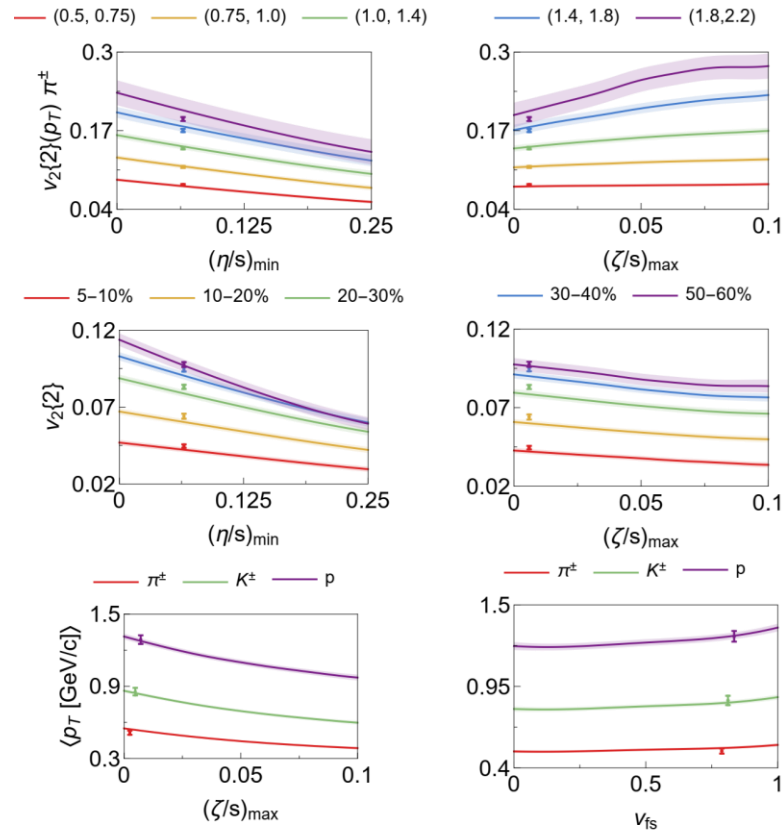 (0.5, 0.75) (0.75, 1.0) (1.0, 1.4) (1.4, 1.8) (1.8,2.2)
v₂{2}(p_T) π±
0.3
0.17
0.04
0 0.125 0.25
(η/s)min
0.3
0.17
0.04
0 0.05 0.1
(ζ/s)max
5–10% 10–20% 20–30% 30–40% 50–60%
v₂{2}
0.12
0.07
0.02
0 0.125 0.25
(η/s)min
0.12
0.07
0.02
0 0.05 0.1
(ζ/s)max
π± K± p
⟨p_T [GeV/c]⟩
1.5
0.9
0.3
0 0.05 0.1
(ζ/s)max
π± K± p
1.5
0.95
0.4
0 0.5 1
v_fs